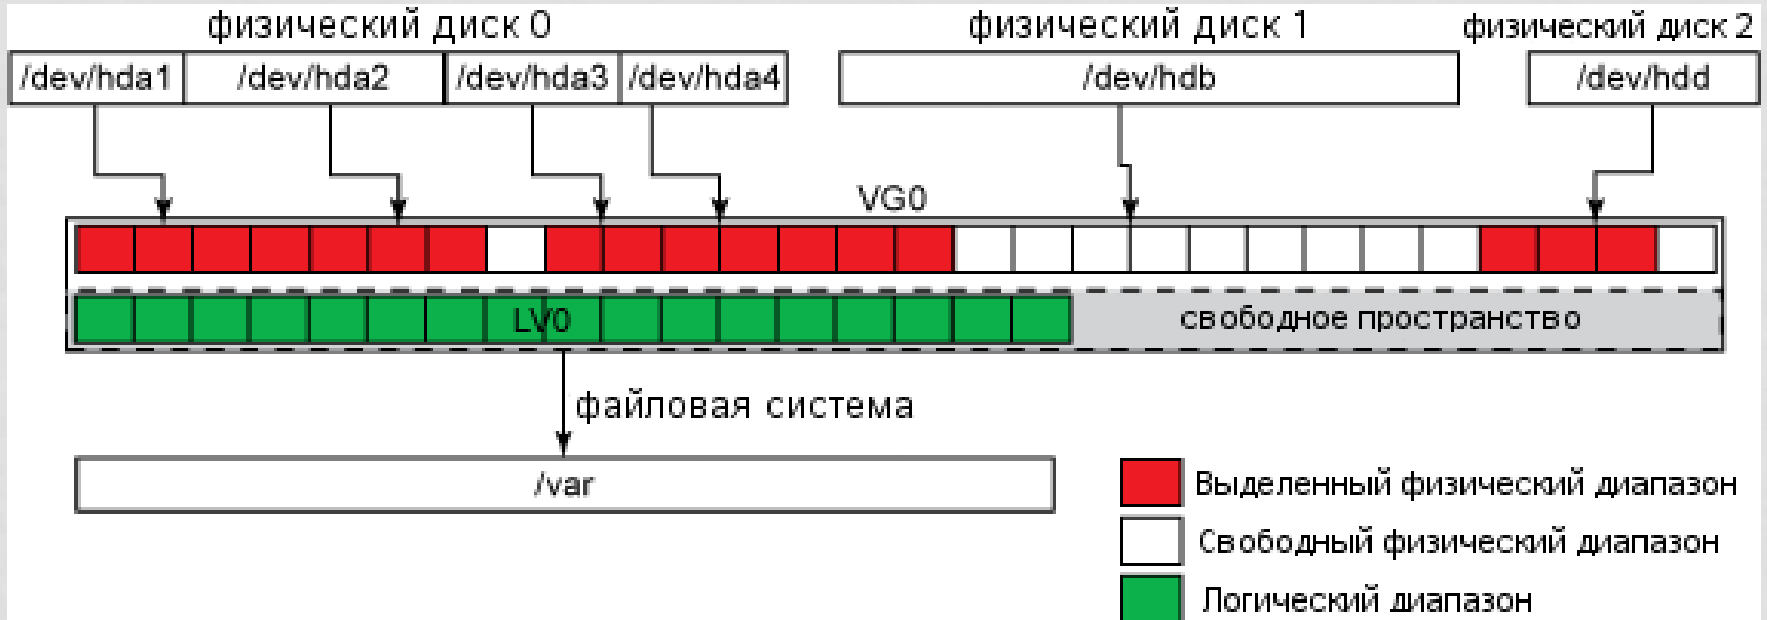 физический диск 0
физический диск 1
физический диск 2
/dev/hda1
/dev/hda2
/dev/hda3
/dev/hda4
/dev/hdb
/dev/hdd
VG0
LV0
свободное пространство
файловая система
/var
Выделенный физический диапазон
Свободный физический диапазон
Логический диапазон